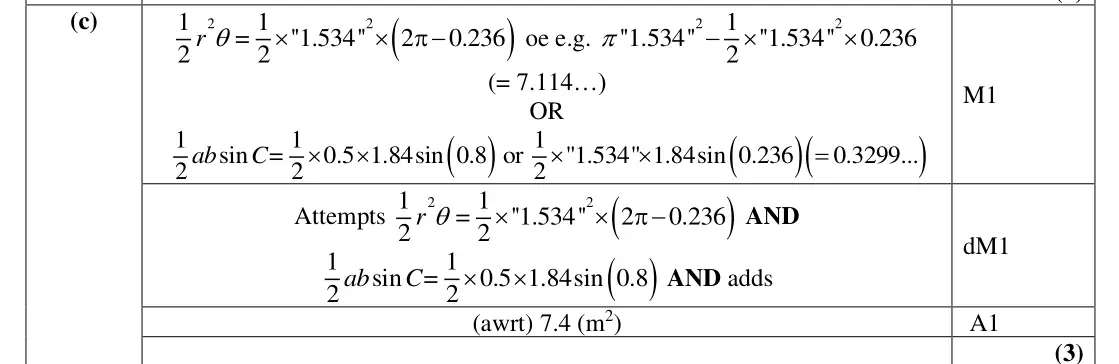 (c)
1/2 r²θ = 1/2 × "1.534"² × (2π − 0.236) oe e.g. π"1.534"² − 1/2 × "1.534"² × 0.236
(= 7.114…)
OR
1/2 ab sin C = 1/2 × 0.5 × 1.84 sin(0.8) or 1/2 × "1.534" × 1.84 sin(0.236)(= 0.3299...)
M1
Attempts 1/2 r²θ = 1/2 × "1.534"² × (2π − 0.236) AND
1/2 ab sin C = 1/2 × 0.5 × 1.84 sin(0.8) AND adds
dM1
(awrt) 7.4 (m²) A1
(3)